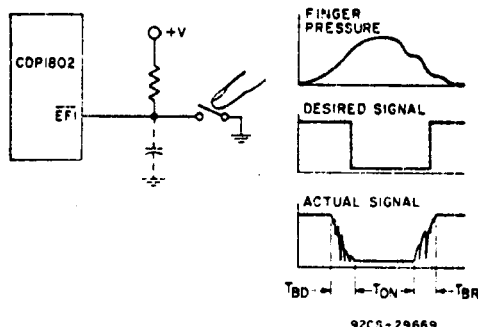 CDP1802
EF1
+V
FINGER
PRESSURE
DESIRED SIGNAL
ACTUAL SIGNAL
TBD
TON
TBR
92CS-29669